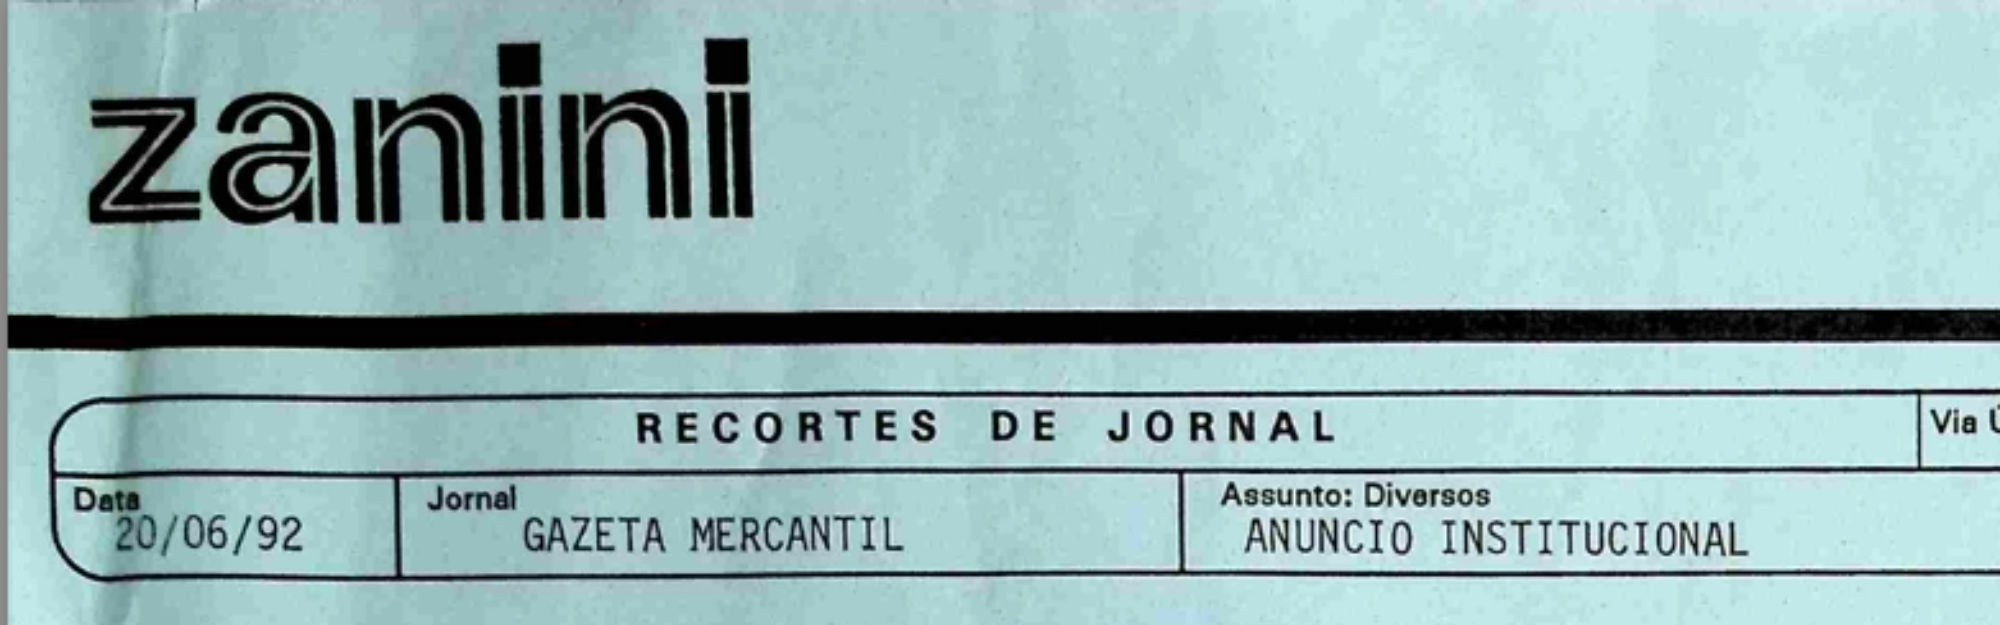 zanini
RECORTES DE JORNAL
Via
Data
Jornal
Assunto: Diversos
20/06/92
GAZETA MERCANTIL
ANUNCIO INSTITUCIONAL